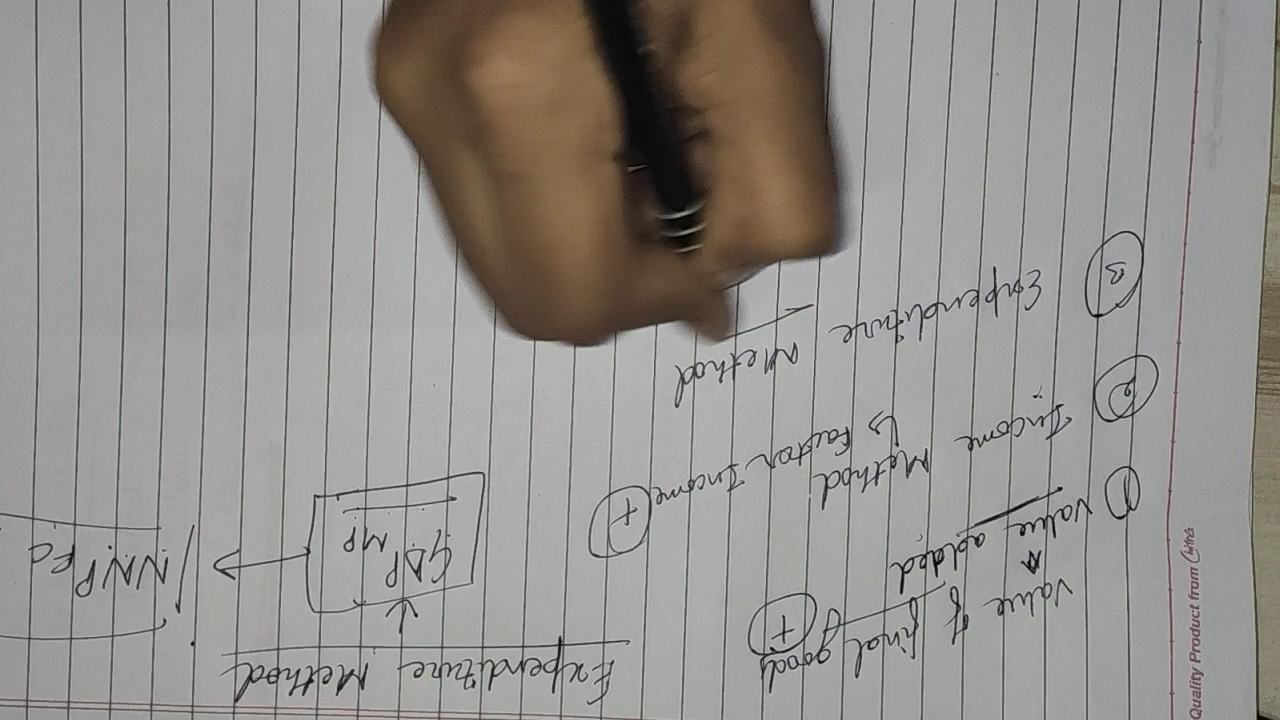 Expenditure Method
GDP MP
NNP FC
Value of final goods +
① Value added
② Income Method
↳ Factor Income +
③ Expenditure Method
Quality Product from